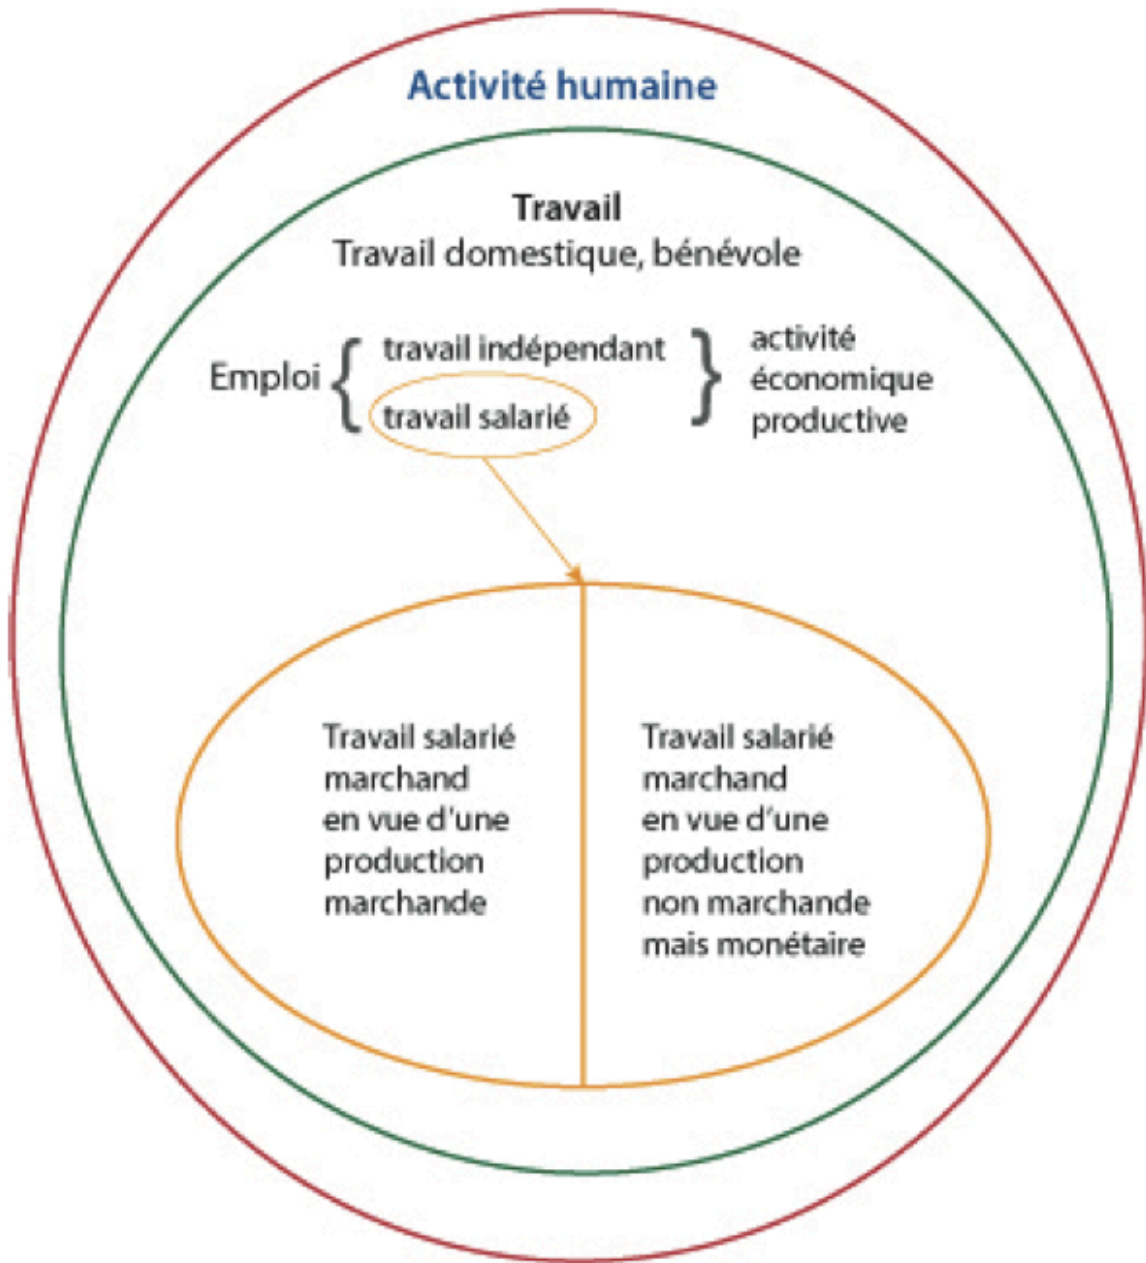 Activité humaine
Travail
Travail domestique, bénévole
Emploi { travail indépendant } activité
travail salarié économique
productive
Travail salarié
marchand
en vue d'une
production
marchande
Travail salarié
marchand
en vue d'une
production
non marchande
mais monétaire